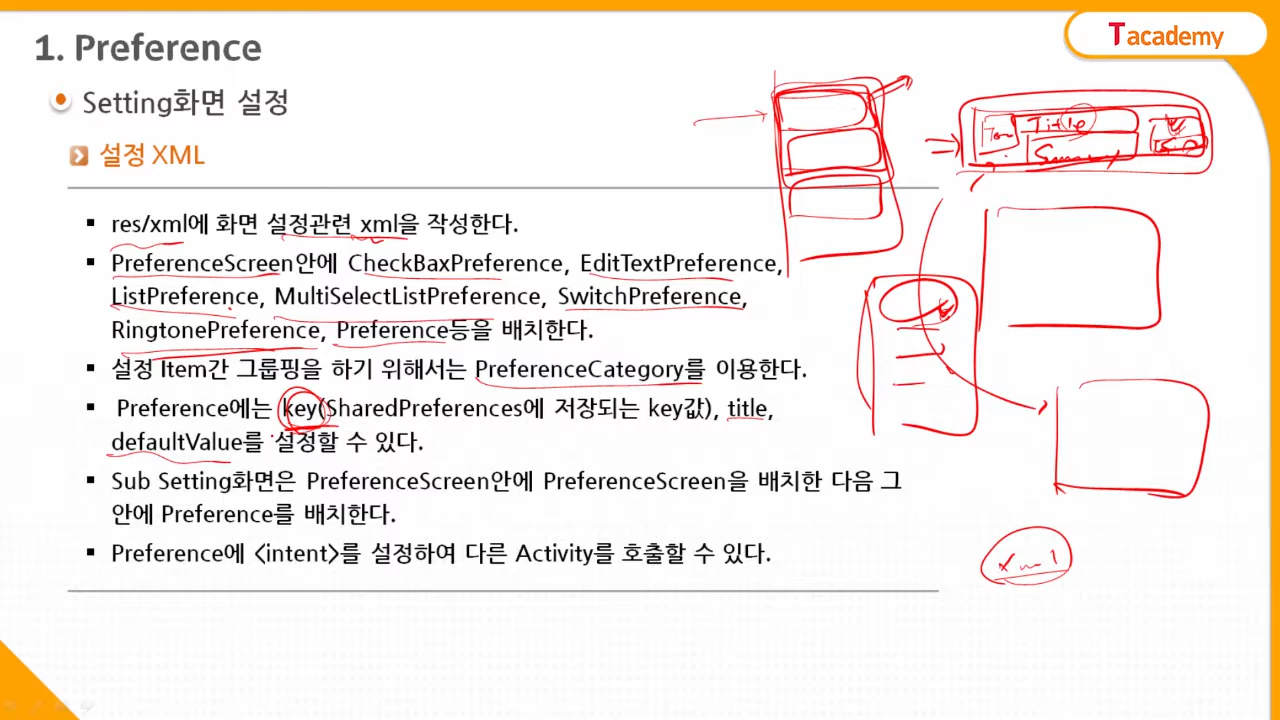 1. Preference
Tacademy
Setting화면 설정
설정 XML
▪ res/xml에 화면 설정관련 xml을 작성한다.
▪ PreferenceScreen안에 CheckBaxPreference, EditTextPreference,
ListPreference, MultiSelectListPreference, SwitchPreference,
RingtonePreference, Preference등을 배치한다.
▪ 설정 Item간 그룹핑을 하기 위해서는 PreferenceCategory를 이용한다.
▪ Preference에는 key(SharedPreferences에 저장되는 key값), title,
defaultValue를 설정할 수 있다.
▪ Sub Setting화면은 PreferenceScreen안에 PreferenceScreen을 배치한 다음 그
안에 Preference를 배치한다.
▪ Preference에 <intent>를 설정하여 다른 Activity를 호출할 수 있다.
Title
xml